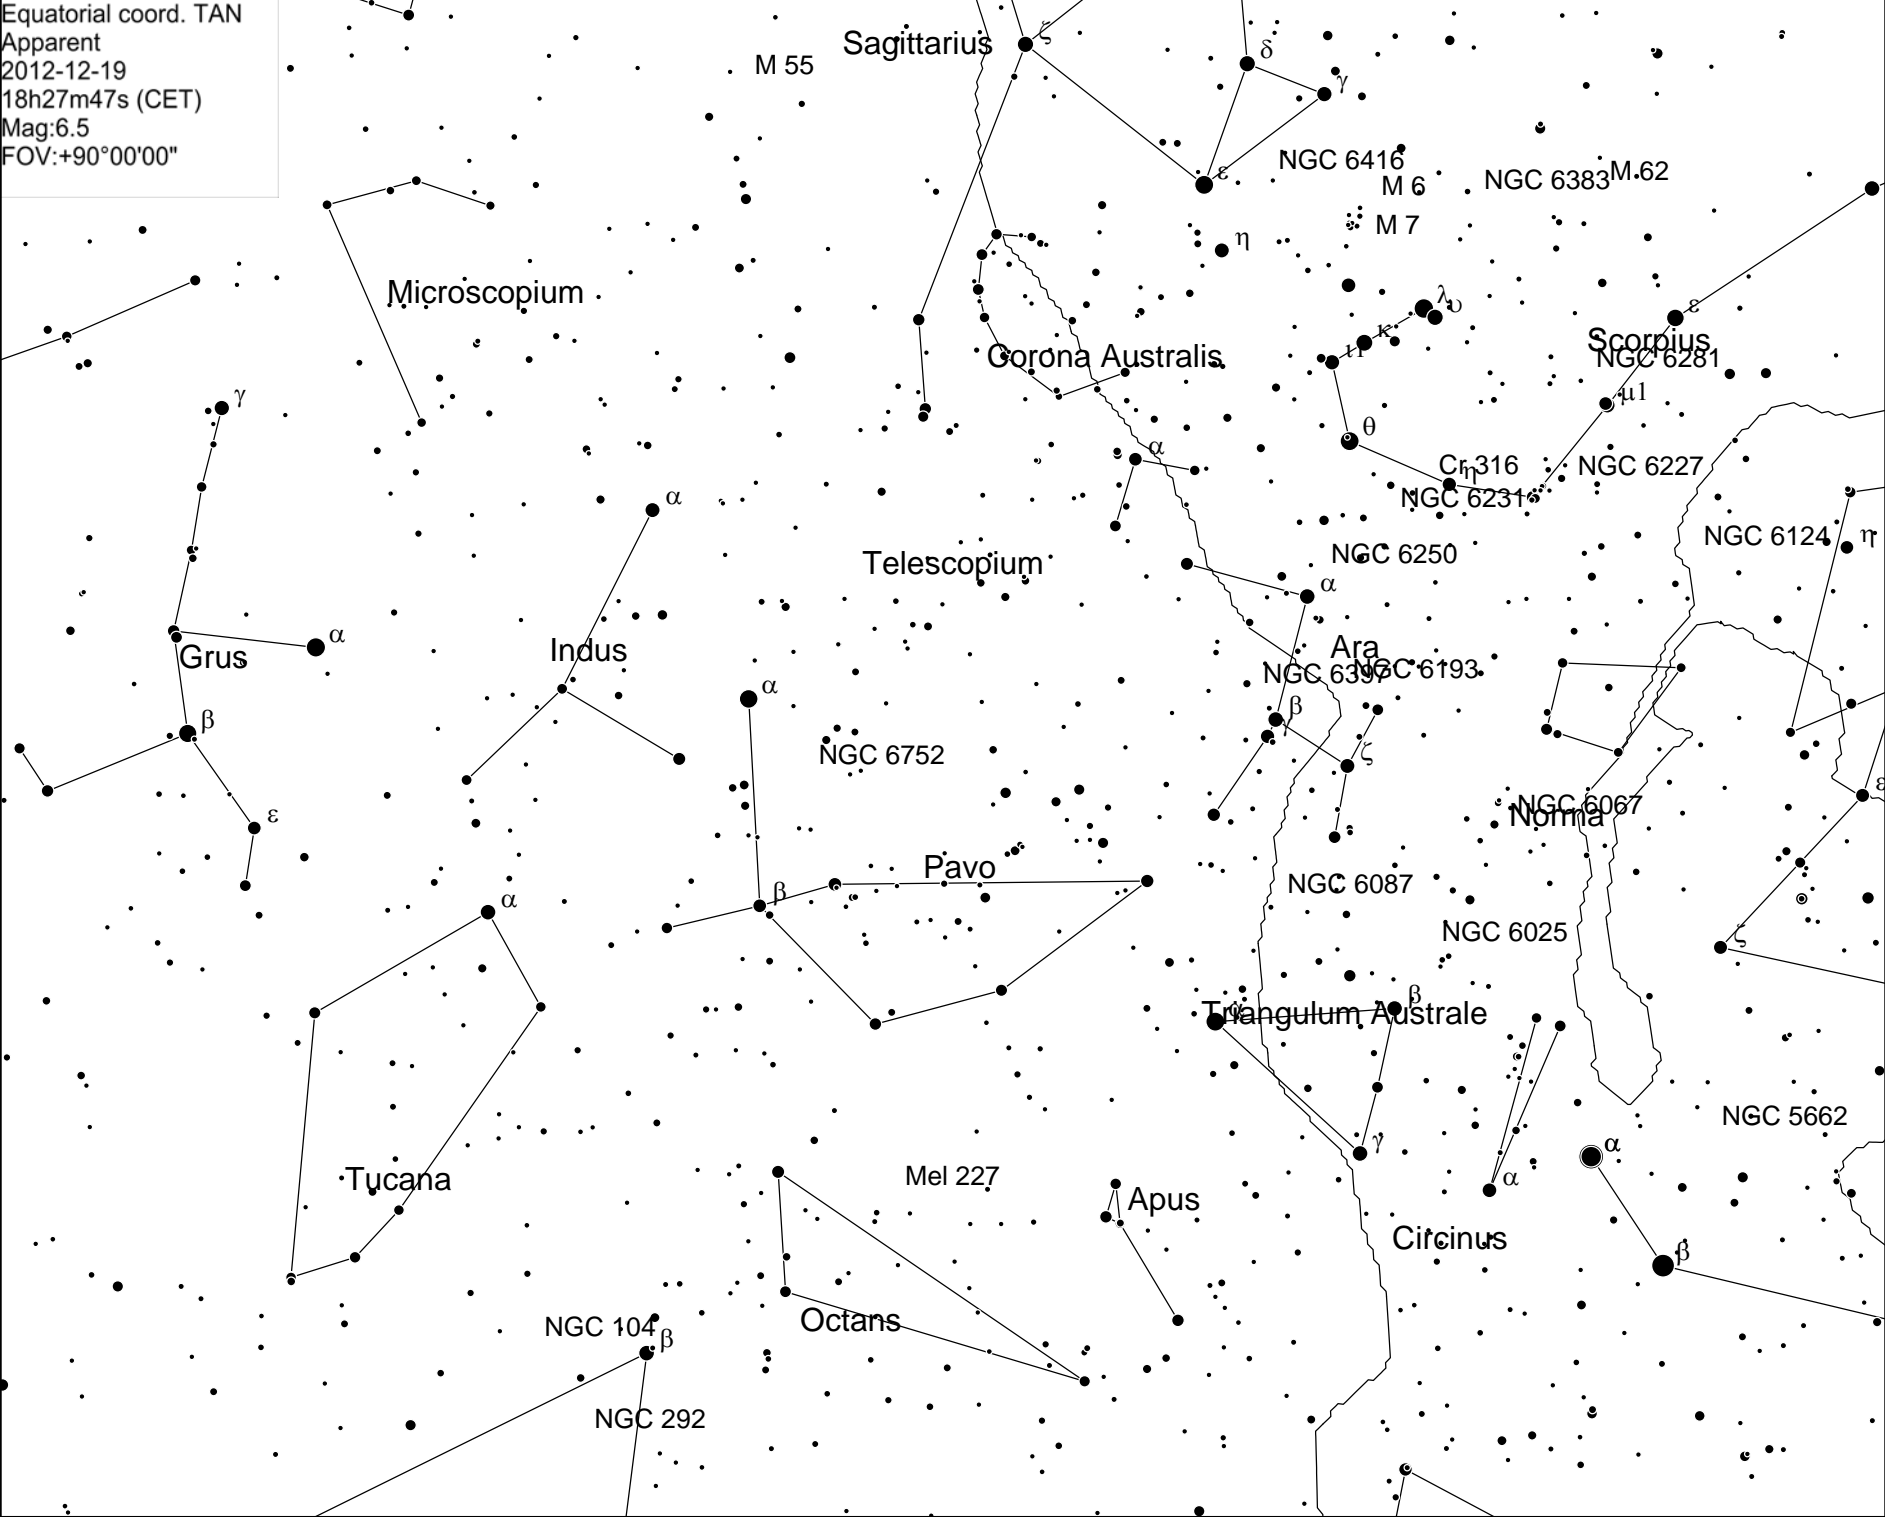 Equatorial coord. TAN
Apparent
2012-12-19
18h27m47s (CET)
Mag:6.5
FOV:+90°00'00"
Sagittarius
ζ
δ
γ
M 55
NGC 6416
M 6
NGC 6383
M 62
ε
M 7
η
Microscopium
λ
υ
κ
ι1
ε
Scorpius
NGC 6281
Corona Australis
μ1
γ
θ
α
Cr 316
η
NGC 6227
NGC 6231
α
NGC 6124
η
Telescopium
NGC 6250
α
α
Grus
Indus
Ara
NGC 6397
NGC 6193
α
β
β
γ
ζ
NGC 6752
ε
NGC 6067
Norma
ε
Pavo
β
NGC 6087
α
NGC 6025
ζ
β
α
Triangulum Australe
NGC 5662
γ
α
Tucana
Mel 227
Apus
α
Circinus
β
Octans
NGC 104
β
NGC 292